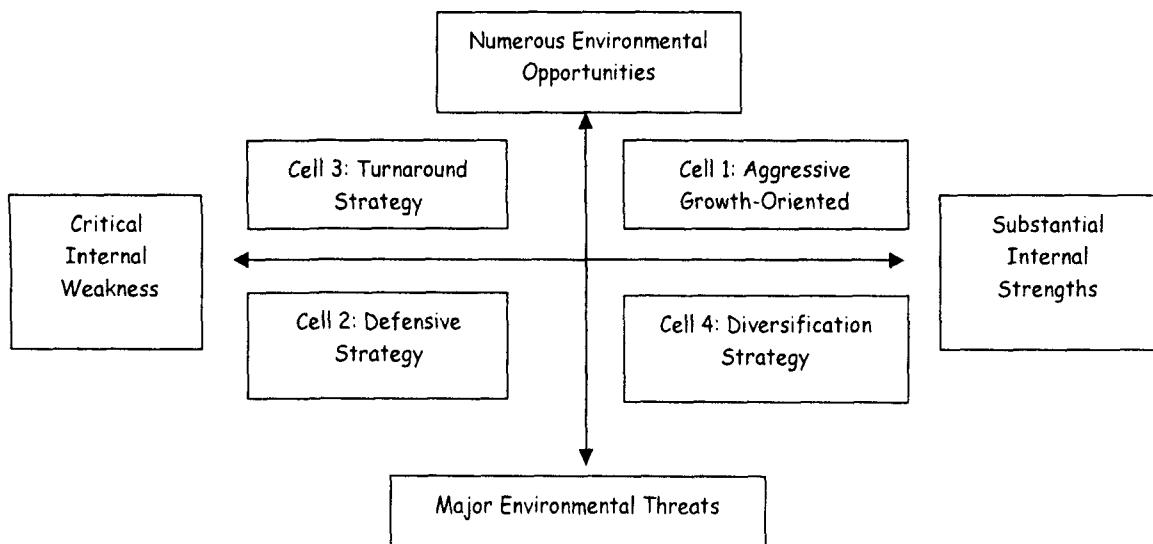 Numerous Environmental
Opportunities
Cell 3: Turnaround
Strategy
Cell 1: Aggressive
Growth-Oriented
Critical
Internal
Weakness
Substantial
Internal
Strengths
Cell 2: Defensive
Strategy
Cell 4: Diversification
Strategy
Major Environmental Threats